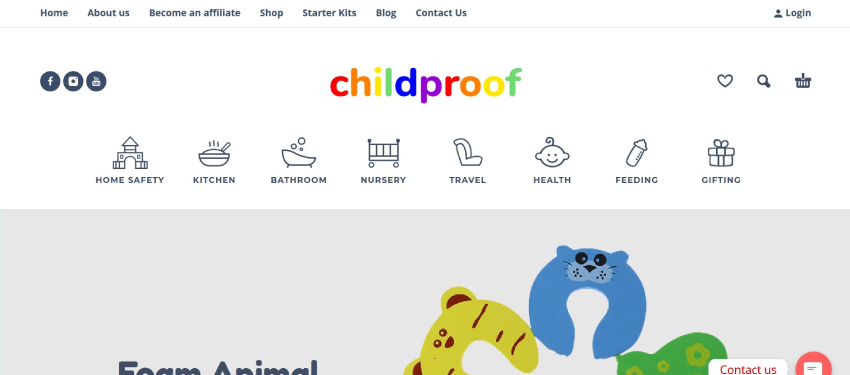 Home About us Become an affiliate Shop Starter Kits Blog Contact Us Login
childproof
HOME SAFETY KITCHEN BATHROOM NURSERY TRAVEL HEALTH FEEDING GIFTING
Foam Animal
Contact us